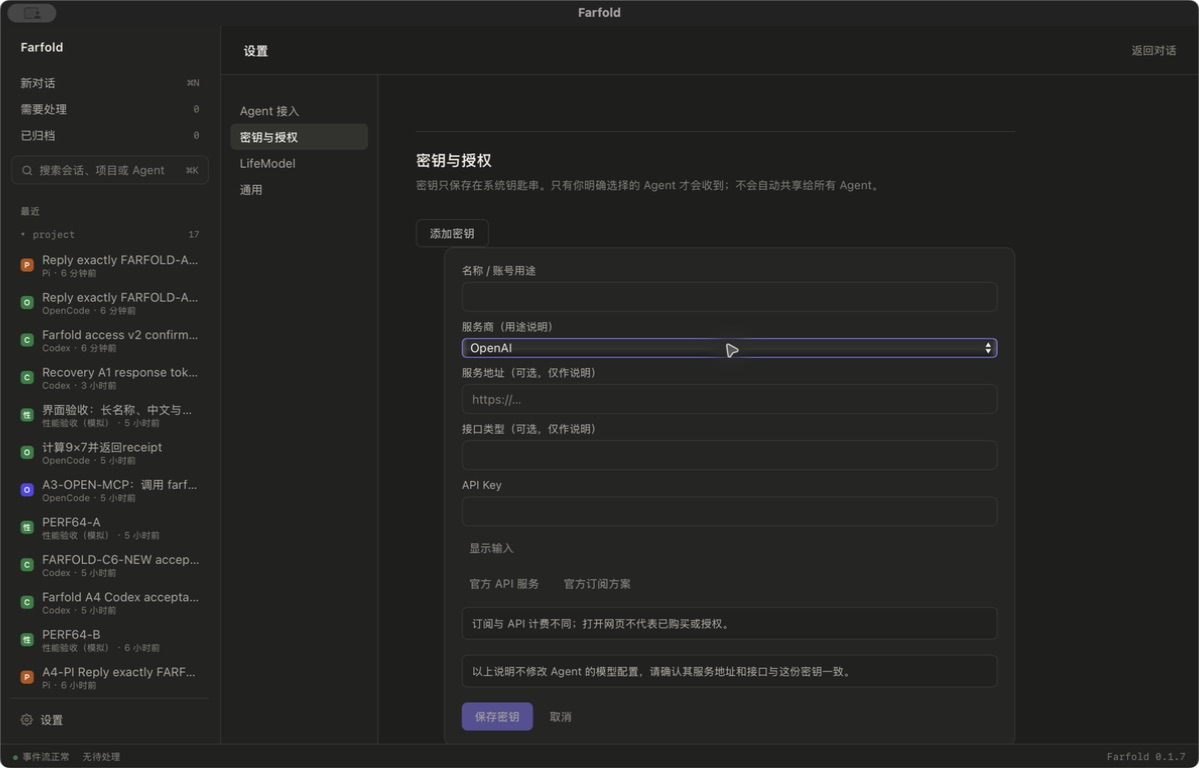 Farfold
Farfold
新对话 ⌘N
需要处理 0
已归档 0
搜索会话、项目或 Agent ⌘K
最近
• project 17
P Reply exactly FARFOLD-A...
Pi · 6 分钟前
O Reply exactly FARFOLD-A...
OpenCode · 6 分钟前
C Farfold access v2 confirm...
Codex · 6 分钟前
C Recovery A1 response tok...
Codex · 3 小时前
性 界面验收：长名称、中文与...
性能验收（模拟） · 5 小时前
O 计算9×7并返回receipt
OpenCode · 5 小时前
O A3-OPEN-MCP：调用 farf...
OpenCode · 5 小时前
性 PERF64-A
性能验收（模拟） · 5 小时前
C FARFOLD-C6-NEW accep...
Codex · 5 小时前
C Farfold A4 Codex accepta...
Codex · 6 小时前
性 PERF64-B
性能验收（模拟） · 6 小时前
P A4-PI Reply exactly FARF...
Pi · 6 小时前
设置
设置
返回对话
Agent 接入
密钥与授权
LifeModel
通用
密钥与授权
密钥只保存在系统钥匙串。只有你明确选择的 Agent 才会收到；不会自动共享给所有 Agent。
添加密钥
名称 / 账号用途
服务商（用途说明）
OpenAI
服务地址（可选，仅作说明）
https://...
接口类型（可选，仅作说明）
API Key
显示输入
官方 API 服务 官方订阅方案
订阅与 API 计费不同；打开网页不代表已购买或授权。
以上说明不修改 Agent 的模型配置，请确认其服务地址和接口与这份密钥一致。
保存密钥 取消
事件流正常 无待处理
Farfold 0.1.7